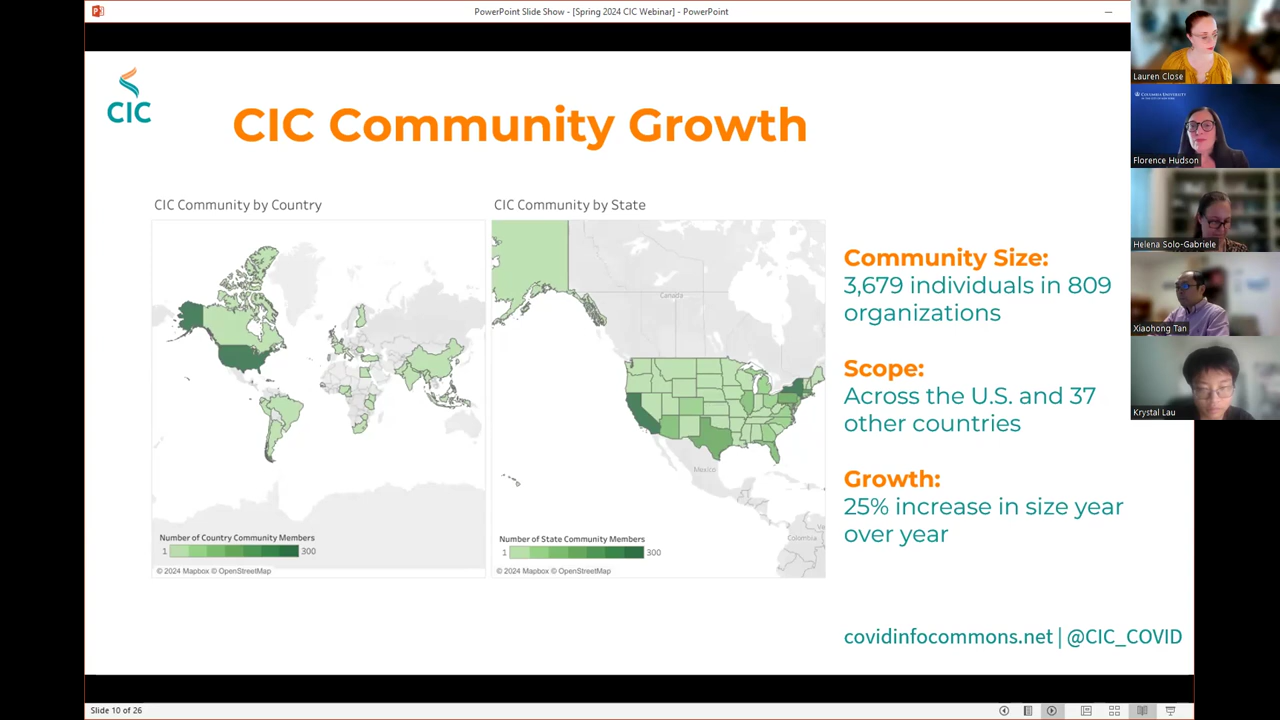 PowerPoint Slide Show - [Spring 2024 CIC Webinar] - PowerPoint
CIC
CIC Community Growth
CIC Community by Country
Number of Country Community Members
1 300
© 2024 Mapbox © OpenStreetMap
CIC Community by State
Canada
Mexico
Colombia
Number of State Community Members
1 300
© 2024 Mapbox © OpenStreetMap
Community Size:
3,679 individuals in 809
organizations
Scope:
Across the U.S. and 37
other countries
Growth:
25% increase in size year
over year
covidinfocommons.net | @CIC_COVID
Lauren Close
COLUMBIA UNIVERSITY
Florence Hudson
Helena Solo-Gabriele
Xiaohong Tan
Krystal Lau
Slide 10 of 26